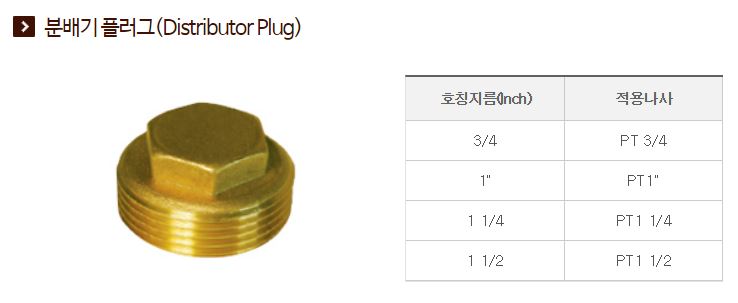 분배기 플러그(Distributor Plug)
호칭지름(Inch) 적용나사
3/4 PT 3/4
1" PT1"
1 1/4 PT1 1/4
1 1/2 PT1 1/2